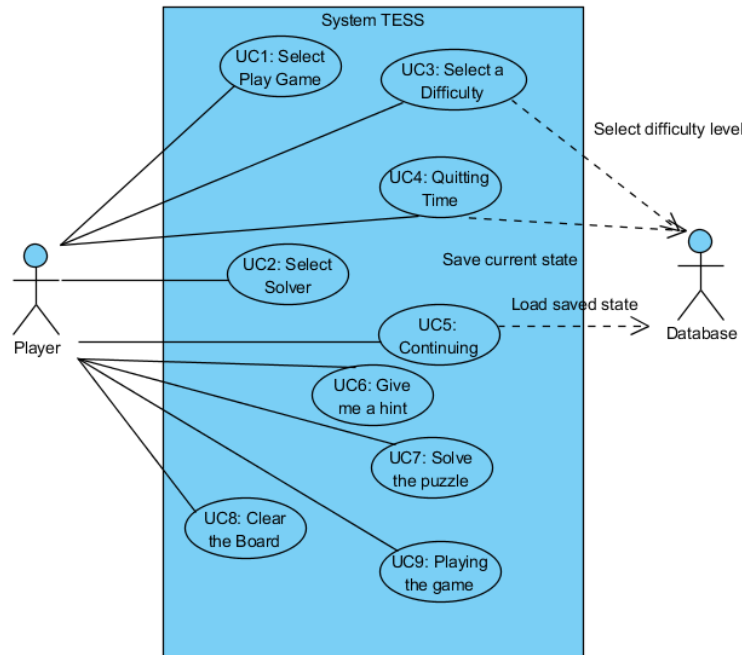 System TESS
UC1: Select
Play Game
UC3: Select a
Difficulty
Select difficulty level
UC4: Quitting
Time
UC2: Select
Solver
Save current state
Load saved state
UC5:
Continuing
Player
Database
UC6: Give
me a hint
UC7: Solve
the puzzle
UC8: Clear
the Board
UC9: Playing
the game